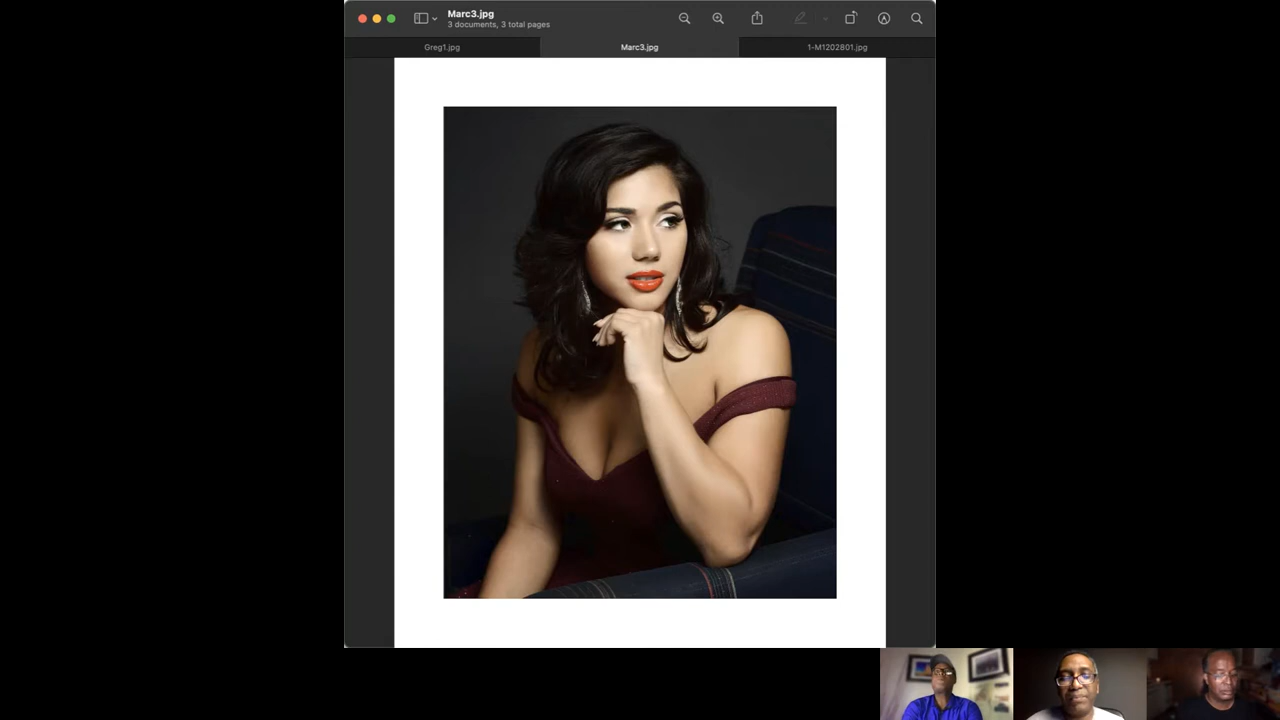 Marc3.jpg
3 documents, 3 total pages
Greg1.jpg
Marc3.jpg
1-M1202801.jpg